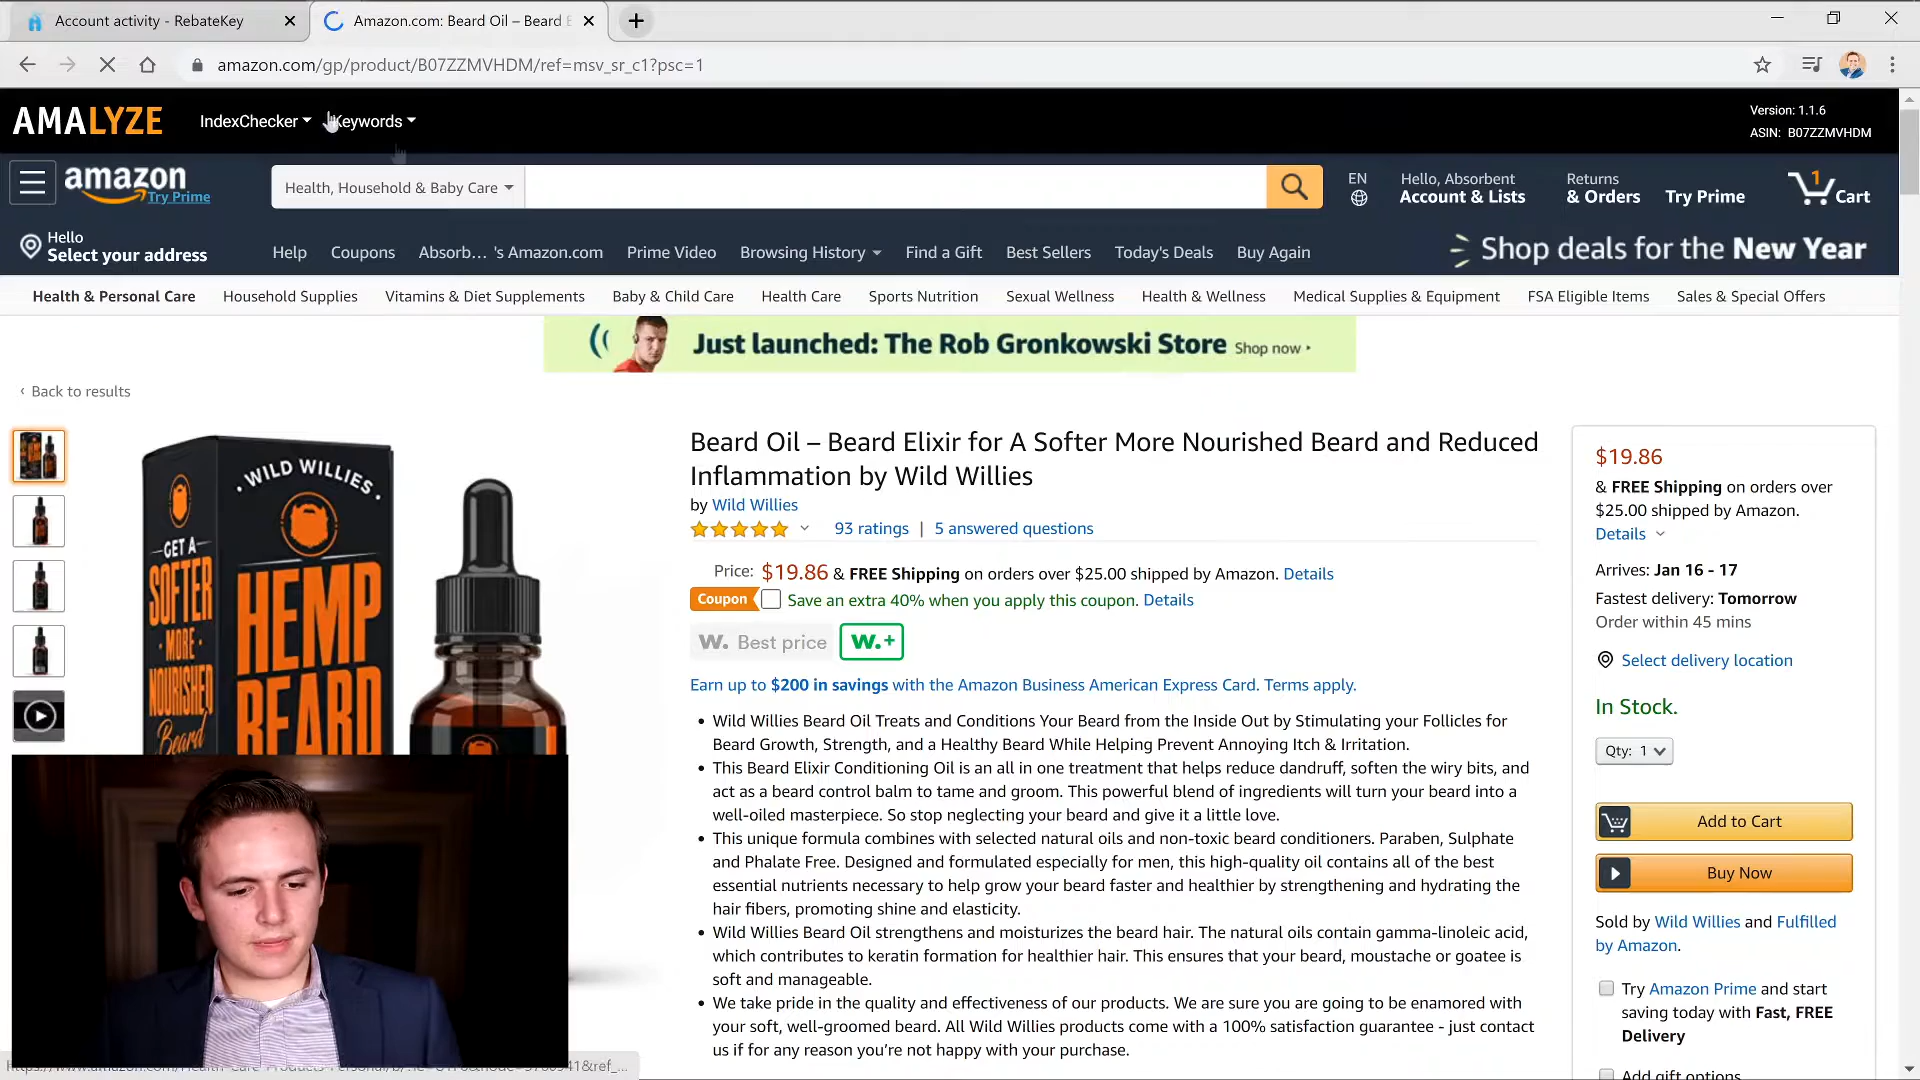 Account activity - RebateKey
Amazon.com: Beard Oil – Beard E
amazon.com/gp/product/B07ZZMVHDM/ref=msv_sr_c1?psc=1
AMALYZE
IndexChecker
Keywords
Version: 1.1.6
ASIN: B07ZZMVHDM
amazon
Try Prime
Health, Household & Baby Care
EN
Hello, Absorbent
Account & Lists
Returns
& Orders
Try Prime
1
Cart
Hello
Select your address
Help
Coupons
Absorb... 's Amazon.com
Prime Video
Browsing History
Find a Gift
Best Sellers
Today's Deals
Buy Again
Shop deals for the New Year
Health & Personal Care
Household Supplies
Vitamins & Diet Supplements
Baby & Child Care
Health Care
Sports Nutrition
Sexual Wellness
Health & Wellness
Medical Supplies & Equipment
FSA Eligible Items
Sales & Special Offers
Just launched: The Rob Gronkowski Store Shop now ▸
‹ Back to results
WILD WILLIES
GET A
SOFTER
MORE
NOURISHED
Beard
HEMP
BEARD
Beard Oil – Beard Elixir for A Softer More Nourished Beard and Reduced
Inflammation by Wild Willies
by Wild Willies
93 ratings | 5 answered questions
Price: $19.86 & FREE Shipping on orders over $25.00 shipped by Amazon. Details
Coupon Save an extra 40% when you apply this coupon. Details
W. Best price
W.+
Earn up to $200 in savings with the Amazon Business American Express Card. Terms apply.
• Wild Willies Beard Oil Treats and Conditions Your Beard from the Inside Out by Stimulating your Follicles for
Beard Growth, Strength, and a Healthy Beard While Helping Prevent Annoying Itch & Irritation.
• This Beard Elixir Conditioning Oil is an all in one treatment that helps reduce dandruff, soften the wiry bits, and
act as a beard control balm to tame and groom. This powerful blend of ingredients will turn your beard into a
well-oiled masterpiece. So stop neglecting your beard and give it a little love.
• This unique formula combines with selected natural oils and non-toxic beard conditioners. Paraben, Sulphate
and Phalate Free. Designed and formulated especially for men, this high-quality oil contains all of the best
essential nutrients necessary to help grow your beard faster and healthier by strengthening and hydrating the
hair fibers, promoting shine and elasticity.
• Wild Willies Beard Oil strengthens and moisturizes the beard hair. The natural oils contain gamma-linoleic acid,
which contributes to keratin formation for healthier hair. This ensures that your beard, moustache or goatee is
soft and manageable.
• We take pride in the quality and effectiveness of our products. We are sure you are going to be enamored with
your soft, well-groomed beard. All Wild Willies products come with a 100% satisfaction guarantee - just contact
us if for any reason you're not happy with your purchase.
$19.86
& FREE Shipping on orders over
$25.00 shipped by Amazon.
Details
Arrives: Jan 16 - 17
Fastest delivery: Tomorrow
Order within 45 mins
Select delivery location
In Stock.
Qty: 1
Add to Cart
Buy Now
Sold by Wild Willies and Fulfilled
by Amazon.
Try Amazon Prime and start
saving today with Fast, FREE
Delivery
Add gift options